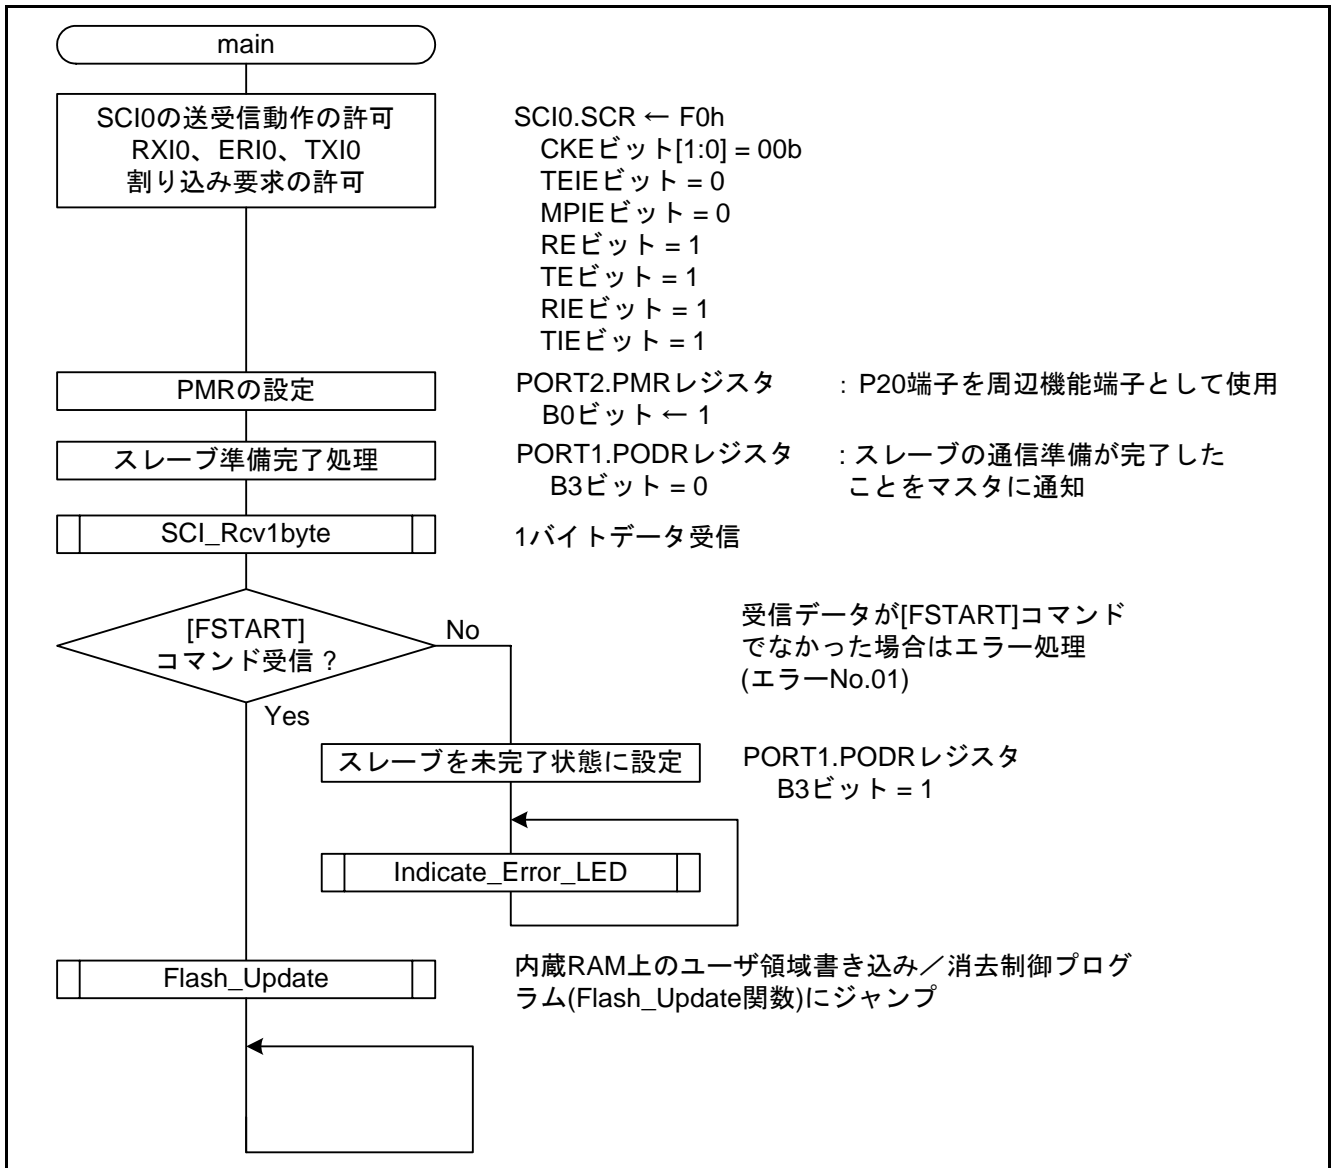 main
SCI0の送受信動作の許可
RXI0、ERI0、TXI0
割り込み要求の許可
SCI0.SCR ← F0h
CKEビット[1:0] = 00b
TEIEビット = 0
MPIEビット = 0
REビット = 1
TEビット = 1
RIEビット = 1
TIEビット = 1
PMRの設定
PORT2.PMRレジスタ : P20端子を周辺機能端子として使用
B0ビット ← 1
スレーブ準備完了処理
PORT1.PODRレジスタ : スレーブの通信準備が完了した
B3ビット = 0 ことをマスタに通知
SCI_Rcv1byte
1バイトデータ受信
[FSTART]
コマンド受信 ?
No
Yes
受信データが[FSTART]コマンド
でなかった場合はエラー処理
(エラーNo.01)
スレーブを未完了状態に設定
PORT1.PODRレジスタ
B3ビット = 1
Indicate_Error_LED
Flash_Update
内蔵RAM上のユーザ領域書き込み／消去制御プログ
ラム(Flash_Update関数)にジャンプ